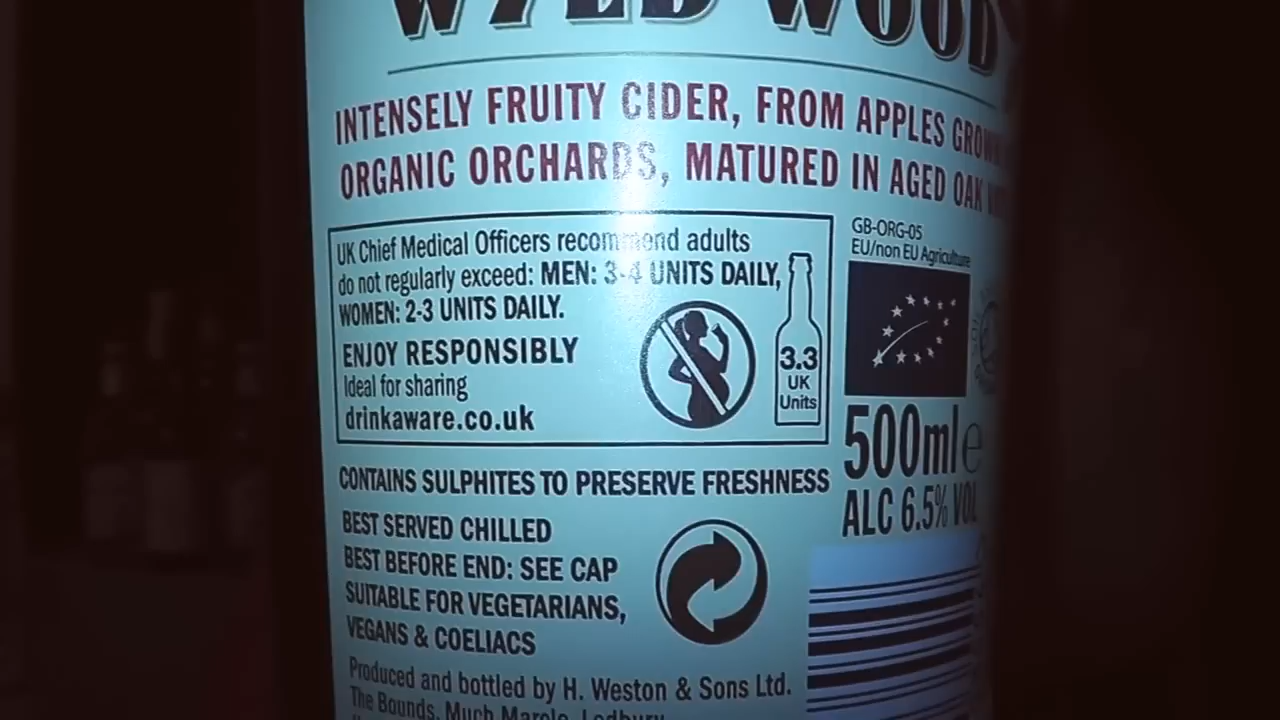 WYLD WOOD
INTENSELY FRUITY CIDER, FROM APPLES GROWN
ORGANIC ORCHARDS, MATURED IN AGED OAK
UK Chief Medical Officers recommend adults
do not regularly exceed: MEN: 3-4 UNITS DAILY,
WOMEN: 2-3 UNITS DAILY.
ENJOY RESPONSIBLY
Ideal for sharing
drinkaware.co.uk
3.3
UK
Units
GB-ORG-05
EU/non EU Agriculture
500ml e
ALC 6.5% VOL
CONTAINS SULPHITES TO PRESERVE FRESHNESS
BEST SERVED CHILLED
BEST BEFORE END: SEE CAP
SUITABLE FOR VEGETARIANS,
VEGANS & COELIACS
Produced and bottled by H. Weston & Sons Ltd.
The Bounds, Much Marcle, Ledbury